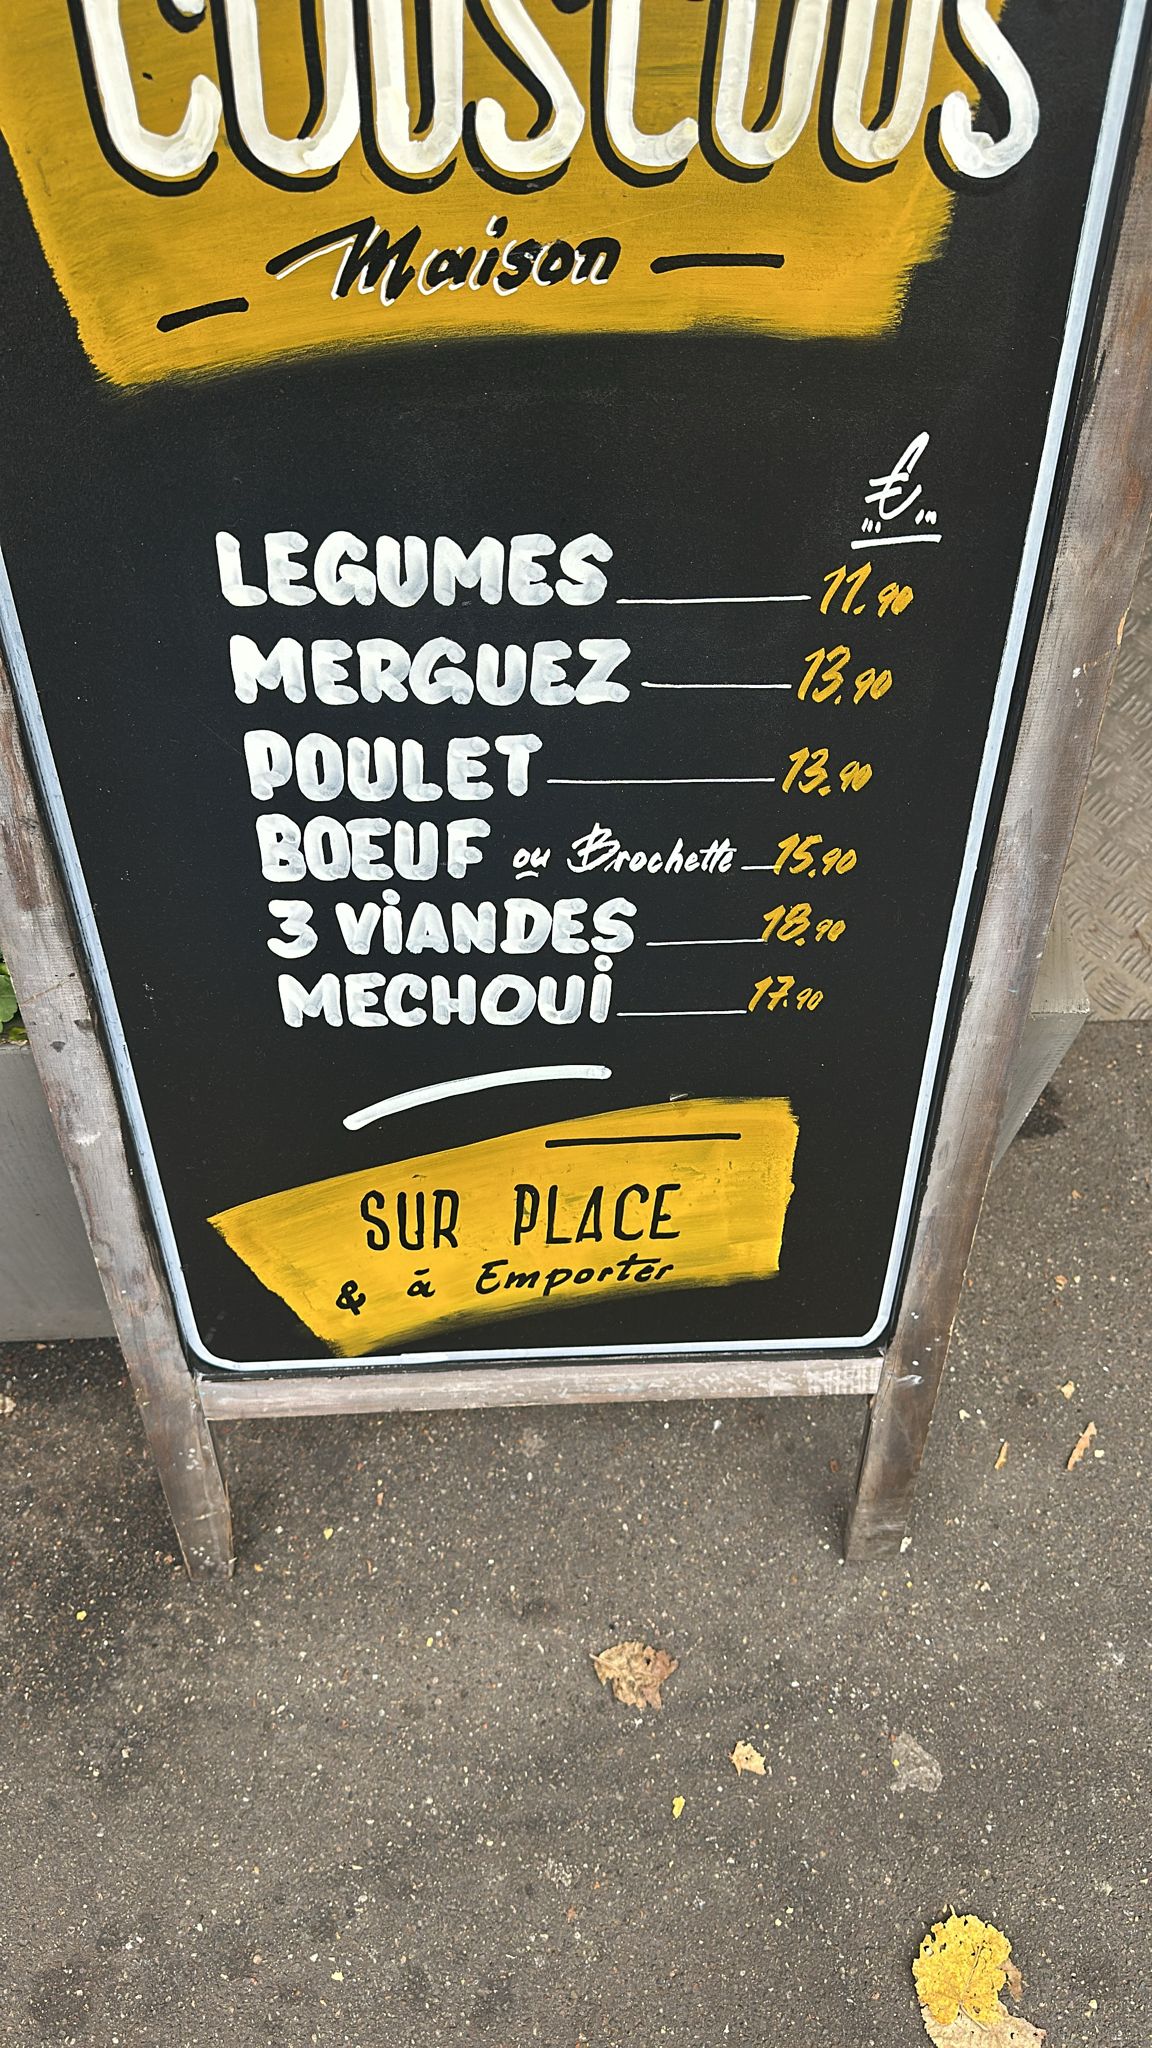 COUSCOUS
Maison
€
LEGUMES 11.90
MERGUEZ 13.90
POULET 13.90
BOEUF ou Brochette 15.90
3 ViANDES 18.90
MECHOUi 17.90
SUR PLACE
& à Emporter